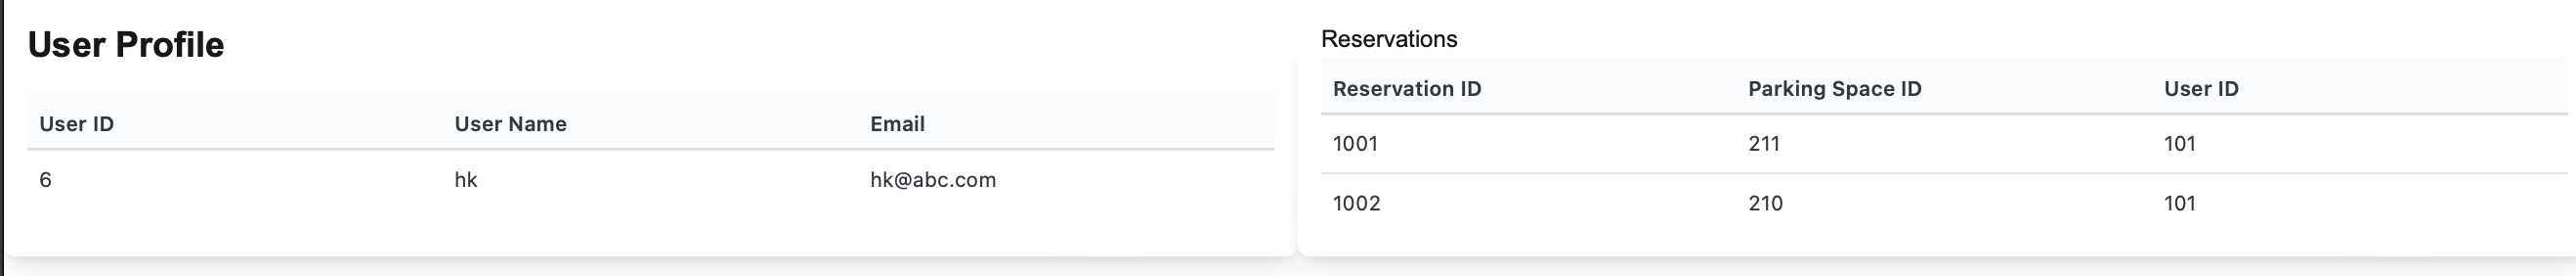 User Profile
User ID User Name Email
6 hk hk@abc.com
Reservations
Reservation ID Parking Space ID User ID
1001 211 101
1002 210 101